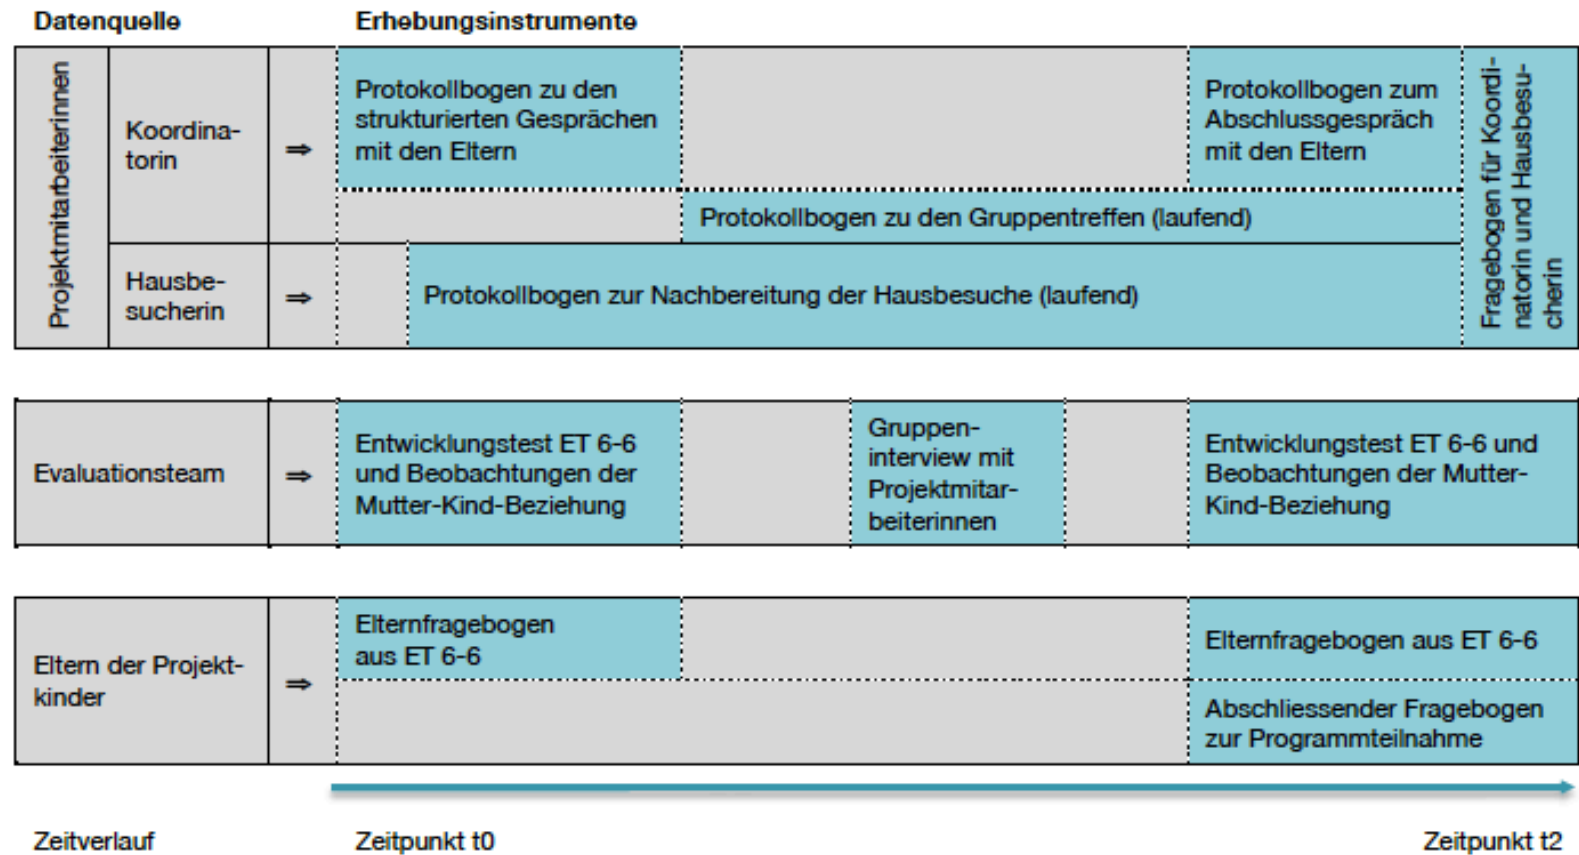 Datenquelle
Erhebungsinstrumente
Projektmitarbeiterinnen
Koordina-
torin
⇒
Protokollbogen zu den
strukturierten Gesprächen
mit den Eltern
Protokollbogen zum
Abschlussgespräch
mit den Eltern
Protokollbogen zu den Gruppentreffen (laufend)
Hausbe-
sucherin
⇒
Protokollbogen zur Nachbereitung der Hausbesuche (laufend)
Fragebogen für Koordi-
natorin und Hausbesu-
cherin
Evaluationsteam
⇒
Entwicklungstest ET 6-6
und Beobachtungen der
Mutter-Kind-Beziehung
Gruppen-
interview mit
Projektmitar-
beiterinnen
Entwicklungstest ET 6-6 und
Beobachtungen der Mutter-
Kind-Beziehung
Eltern der Projekt-
kinder
⇒
Elternfragebogen
aus ET 6-6
Elternfragebogen aus ET 6-6
Abschliessender Fragebogen
zur Programmteilnahme
Zeitverlauf
Zeitpunkt t0
Zeitpunkt t2